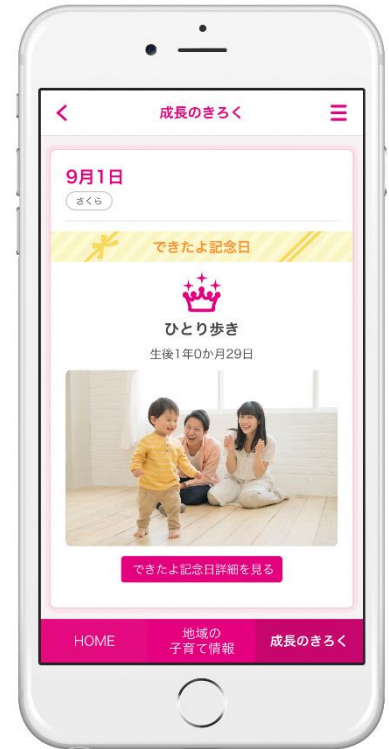 成長のきろく
9月1日
さくら
できたよ記念日
ひとり歩き
生後1年0か月29日
できたよ記念日詳細を見る
HOME
地域の
子育て情報
成長のきろく